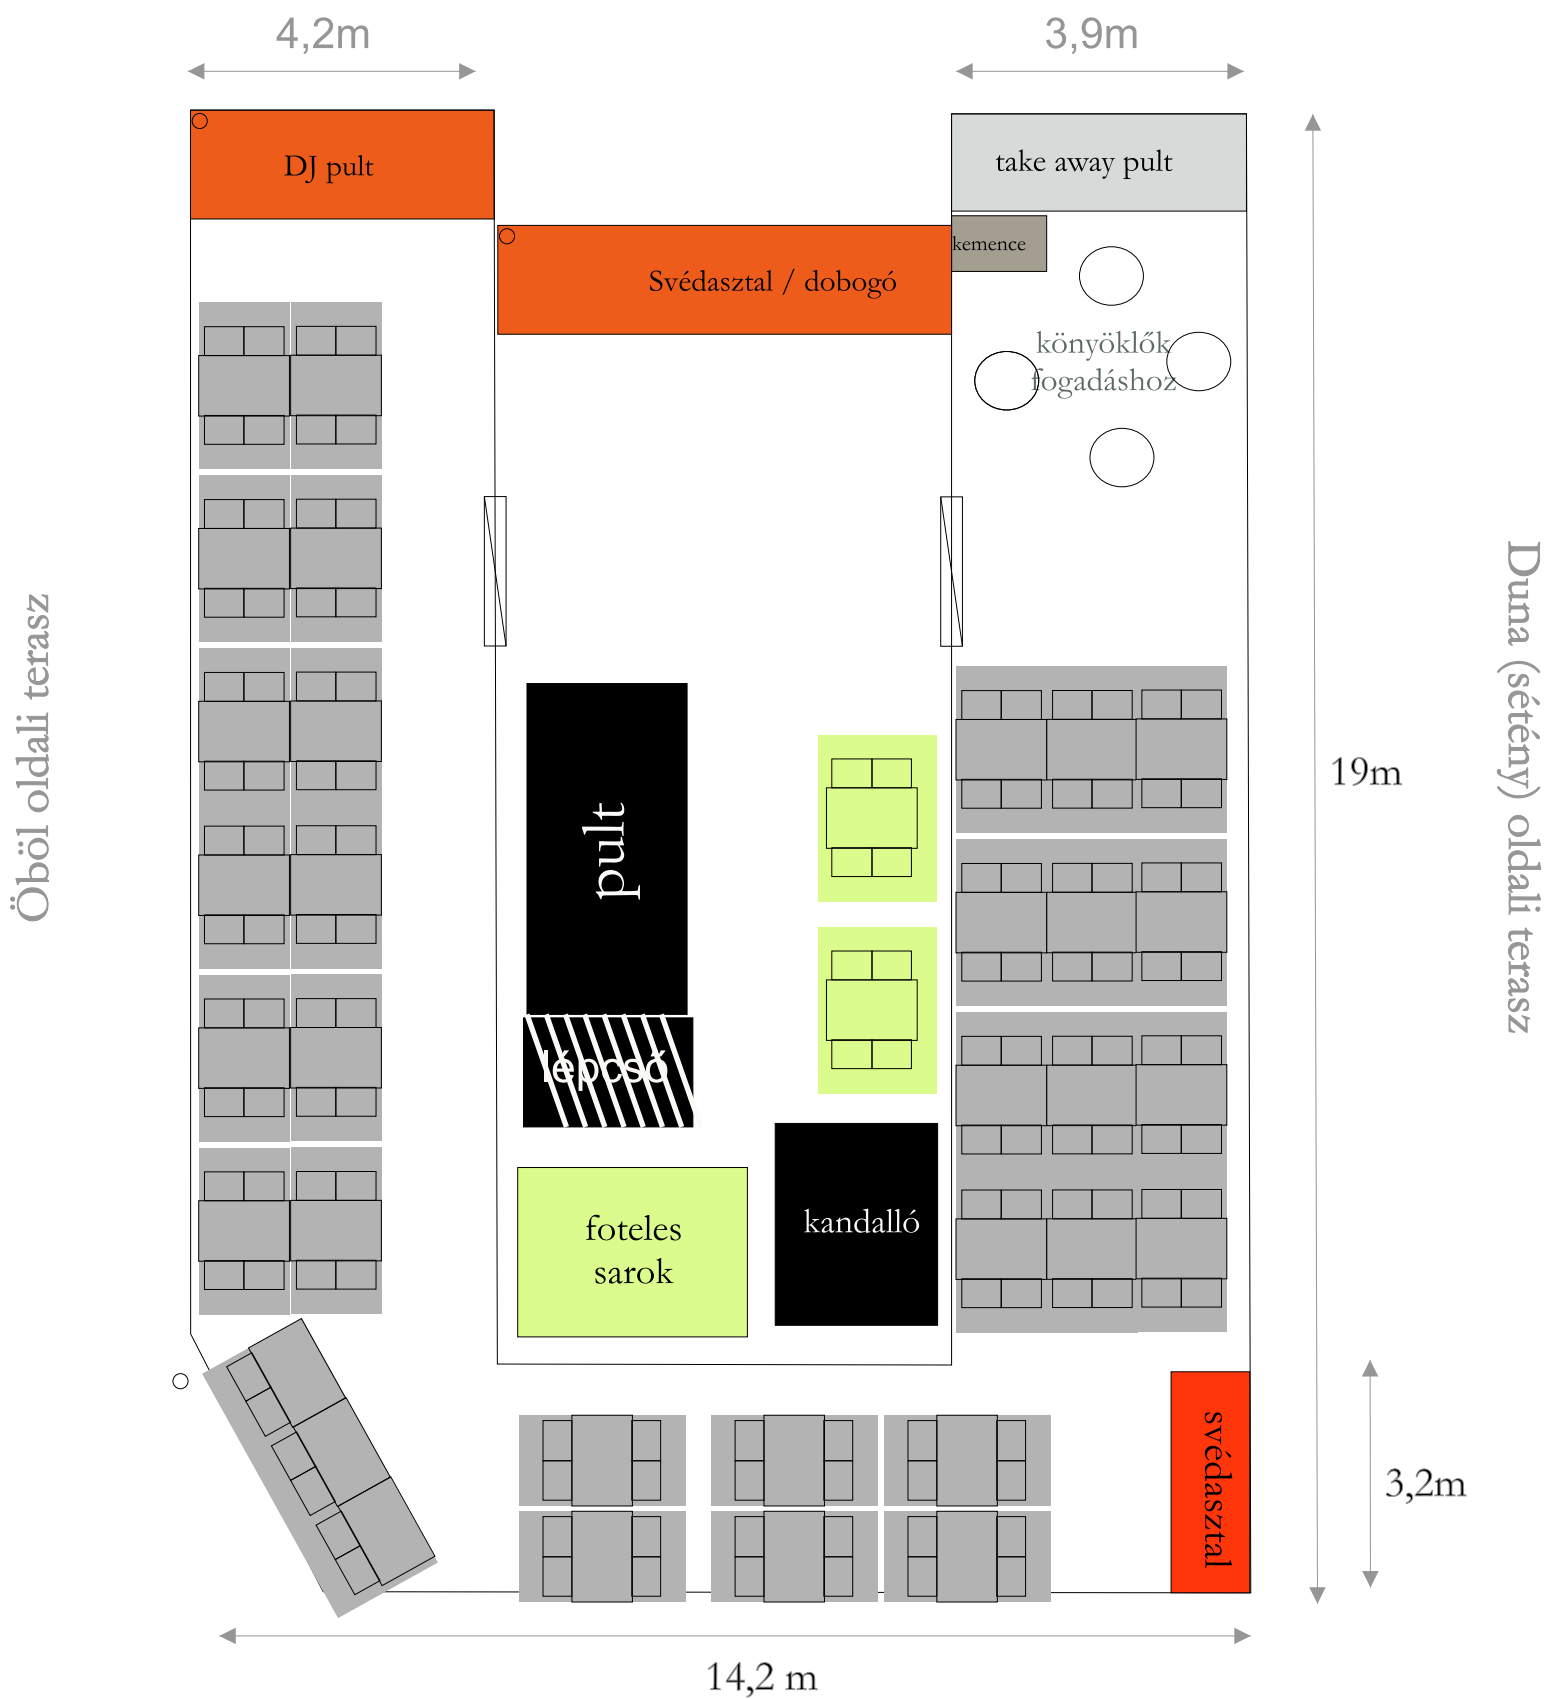 4,2m
3,9m
DJ pult
take away pult
kemence
Svédasztal / dobogó
könyöklők
fogadáshoz
Öböl oldali terasz
Duna (sétény) oldali terasz
19m
pult
lépcső
foteles
sarok
kandalló
svédasztal
3,2m
14,2 m